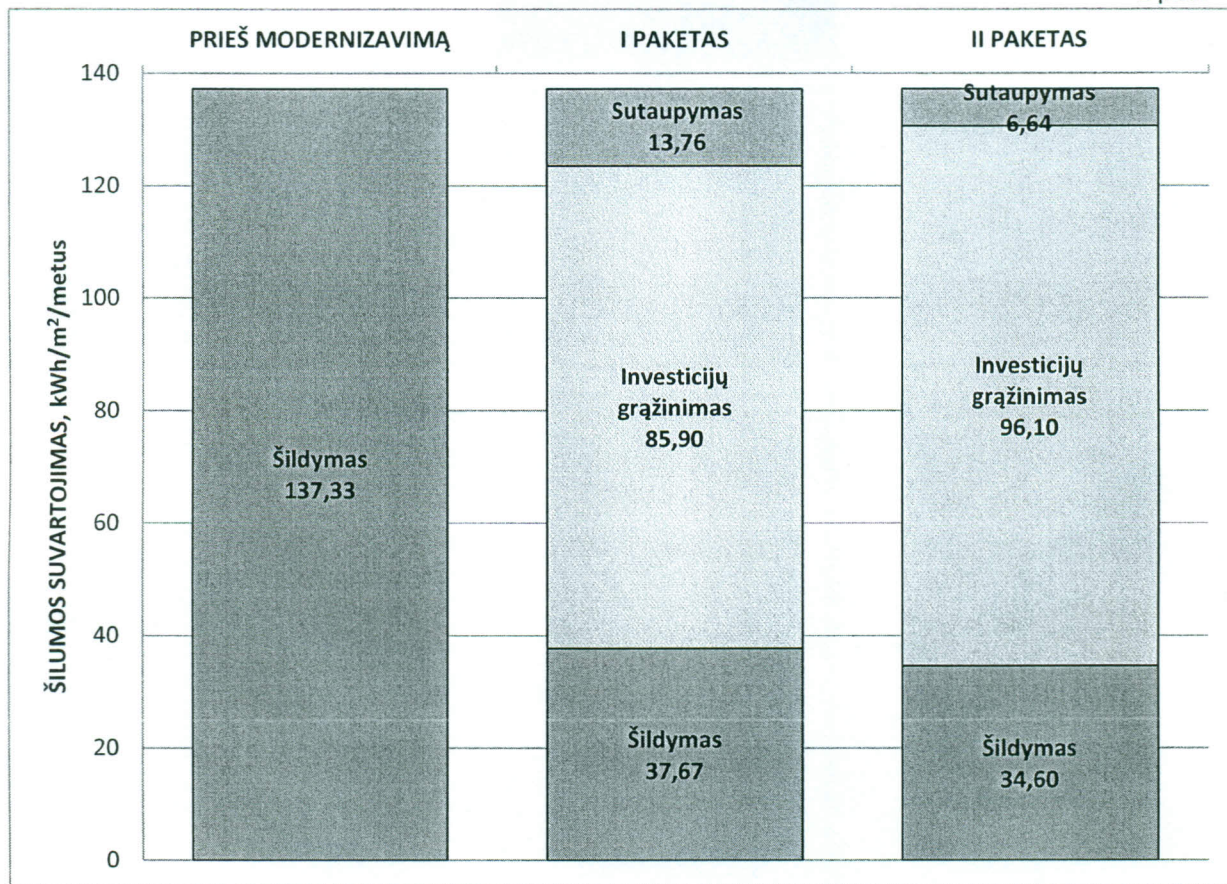 PRIEŠ MODERNIZAVIMĄ
I PAKETAS
II PAKETAS
ŠILUMOS SUVARTOJIMAS, kWh/m²/metus
140
120
100
80
60
40
20
0
Šildymas
137,33
Sutaupymas
13,76
Investicijų
grąžinimas
85,90
Šildymas
37,67
Sutaupymas
6,64
Investicijų
grąžinimas
96,10
Šildymas
34,60